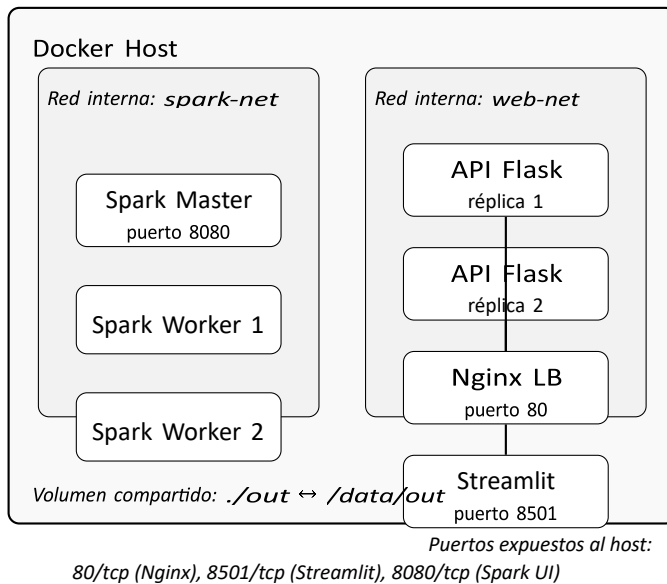 Docker Host
Red interna: spark-net
Spark Master
puerto 8080
Spark Worker 1
Spark Worker 2
Red interna: web-net
API Flask
réplica 1
API Flask
réplica 2
Nginx LB
puerto 80
Streamlit
puerto 8501
Volumen compartido: ./out ↔ /data/out
Puertos expuestos al host:
80/tcp (Nginx), 8501/tcp (Streamlit), 8080/tcp (Spark UI)